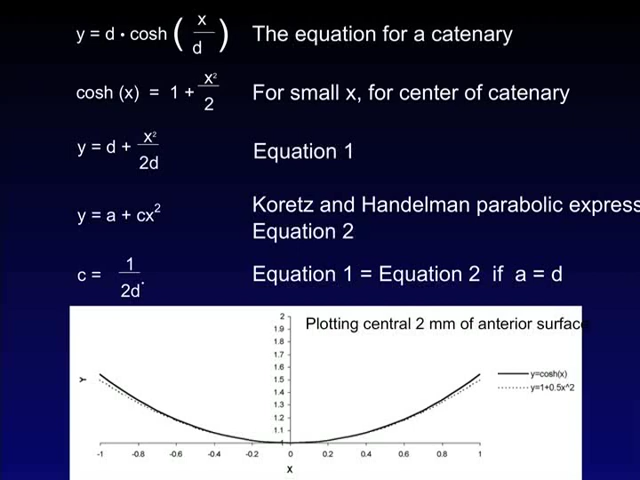 y = d • cosh ( x/d ) The equation for a catenary
cosh (x) = 1 + x²/2 For small x, for center of catenary
y = d + x²/2d Equation 1
y = a + cx² Koretz and Handelman parabolic express
Equation 2
c = 1/2d. Equation 1 = Equation 2 if a = d
Plotting central 2 mm of anterior surface
2
1.9
1.8
1.7
1.6
1.5
1.4
1.3
1.2
1.1
1
Y
y=cosh(x)
y=1+0.5x^2
-1 -0.8 -0.6 -0.4 -0.2 0 0.2 0.4 0.6 0.8 1
X